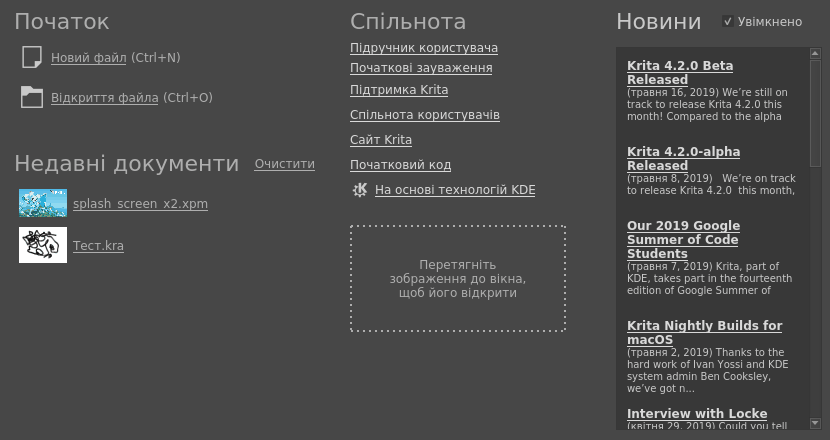 Початок
Новий файл (Ctrl+N)
Відкриття файла (Ctrl+O)
Недавні документи Очистити
splash_screen_x2.xpm
Тест.kra
Спільнота
Підручник користувача
Початкові зауваження
Підтримка Krita
Спільнота користувачів
Сайт Krita
Початковий код
На основі технологій KDE
Перетягніть
зображення до вікна,
щоб його відкрити
Новини Увімкнено
Krita 4.2.0 Beta
Released
(травня 16, 2019) We’re still on
track to release Krita 4.2.0 this
month! Compared to the alpha
Krita 4.2.0-alpha
Released
(травня 8, 2019) We’re on track
to release Krita 4.2.0 this month,
Our 2019 Google
Summer of Code
Students
(травня 7, 2019) Krita, part of
KDE, takes part in the fourteenth
edition of Google Summer of
Krita Nightly Builds for
macOS
(травня 2, 2019) Thanks to the
hard work of Ivan Yossi and KDE
system admin Ben Cooksley,
we’ve got n...
Interview with Locke
(квітня 29, 2019) Could you tell